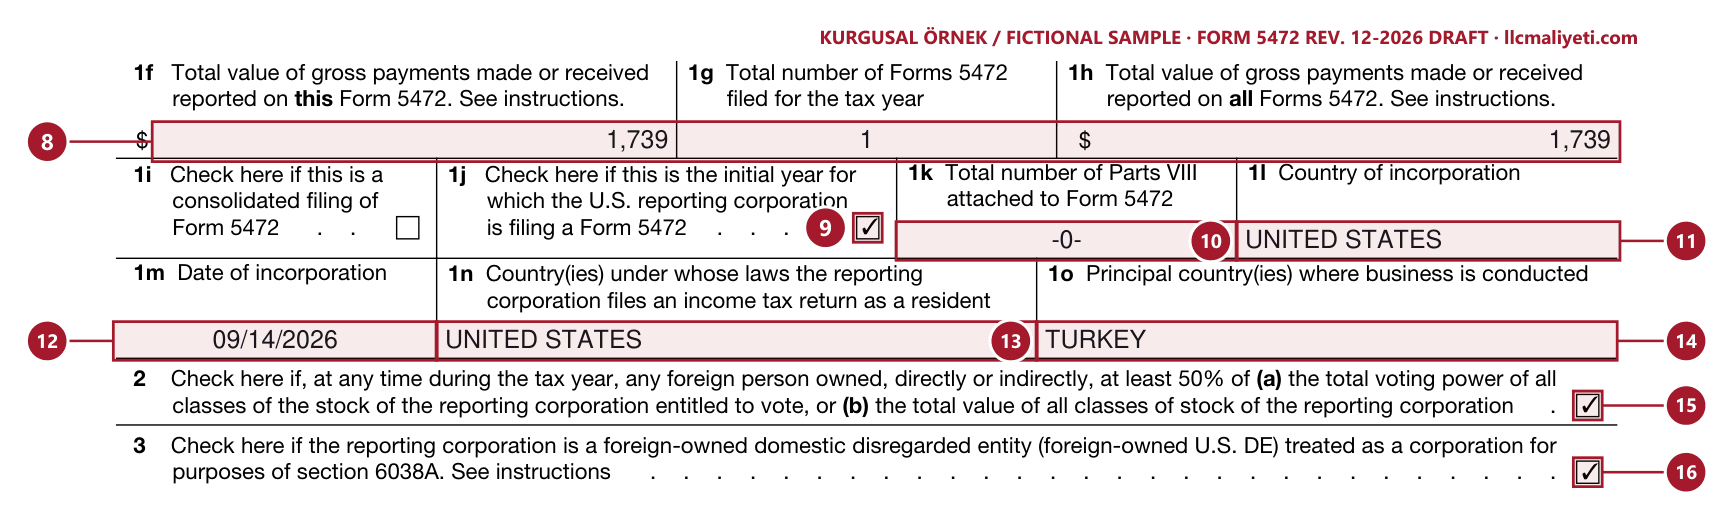 KURGUSAL ÖRNEK / FICTIONAL SAMPLE · FORM 5472 REV. 12-2026 DRAFT · llcmaliyeti.com
1f Total value of gross payments made or received reported on this Form 5472. See instructions.
1g Total number of Forms 5472 filed for the tax year
1h Total value of gross payments made or received reported on all Forms 5472. See instructions.
8 $ 1,739 1 $ 1,739
1i Check here if this is a consolidated filing of Form 5472 . .
1j Check here if this is the initial year for which the U.S. reporting corporation is filing a Form 5472 . . . 9 ✓
1k Total number of Parts VIII attached to Form 5472
-0- 10
1l Country of incorporation
UNITED STATES 11
1m Date of incorporation
12 09/14/2026
1n Country(ies) under whose laws the reporting corporation files an income tax return as a resident
UNITED STATES 13
1o Principal country(ies) where business is conducted
TURKEY 14
2 Check here if, at any time during the tax year, any foreign person owned, directly or indirectly, at least 50% of (a) the total voting power of all
classes of the stock of the reporting corporation entitled to vote, or (b) the total value of all classes of stock of the reporting corporation . ✓ 15
3 Check here if the reporting corporation is a foreign-owned domestic disregarded entity (foreign-owned U.S. DE) treated as a corporation for
purposes of section 6038A. See instructions . . . . . . . . . . . . . . . . . . . . . . . . . . . . ✓ 16